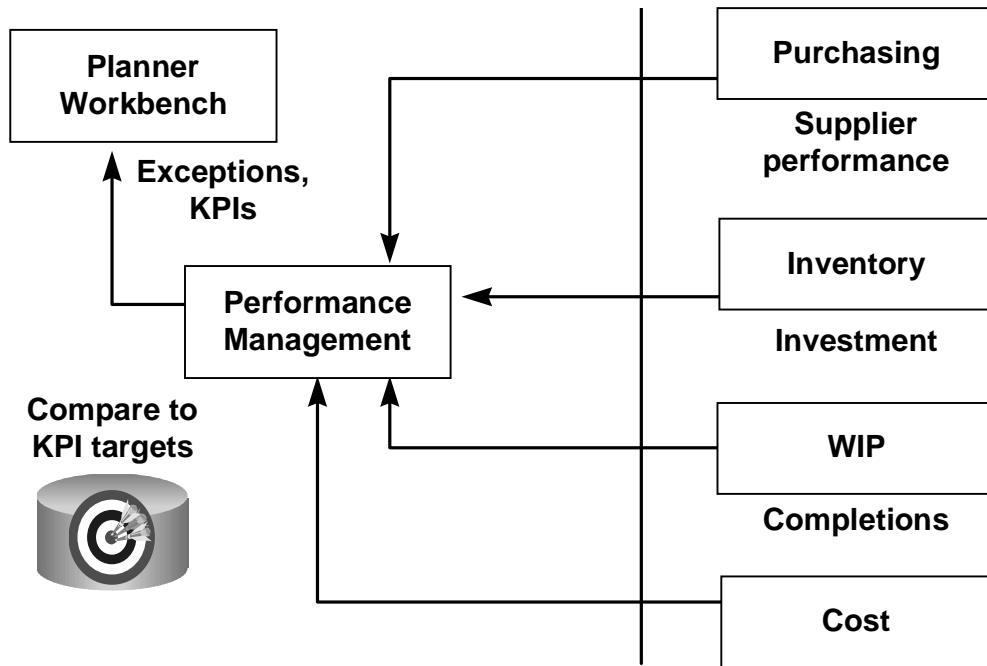 Planner
Workbench
Exceptions,
KPIs
Performance
Management
Compare to
KPI targets
Purchasing
Supplier
performance
Inventory
Investment
WIP
Completions
Cost